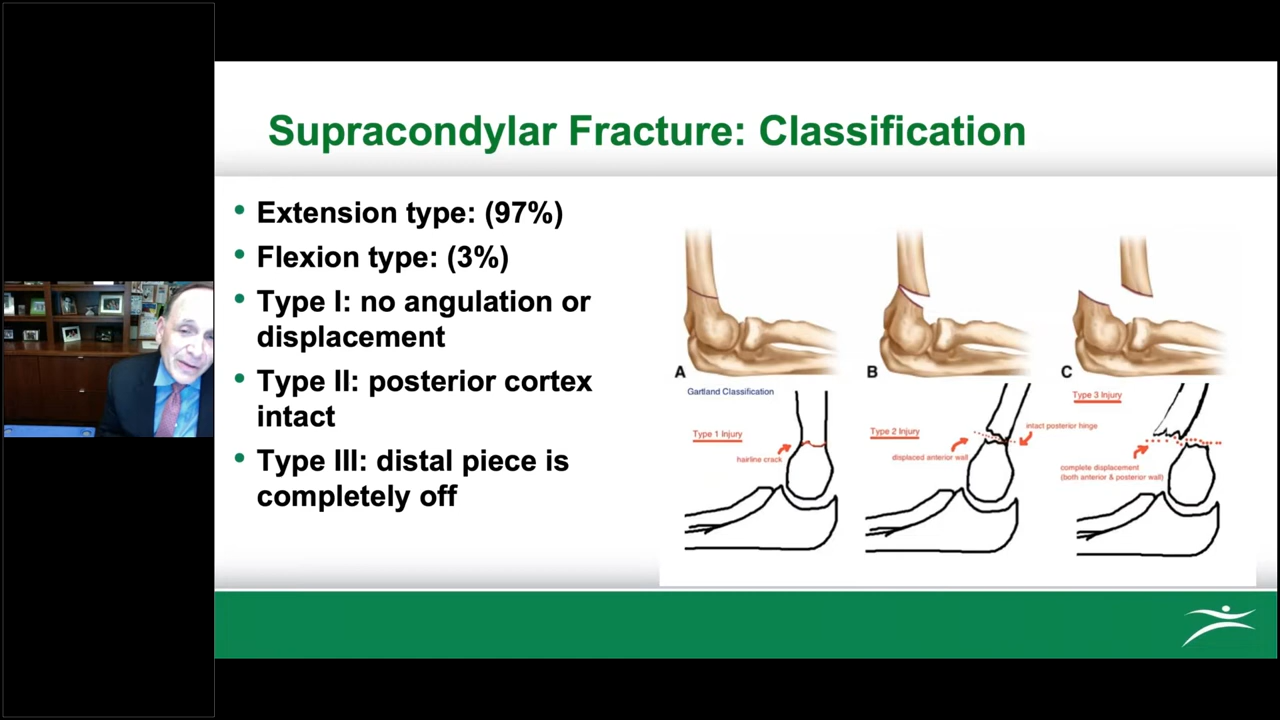 Supracondylar Fracture: Classification
• Extension type: (97%)
• Flexion type: (3%)
• Type I: no angulation or
displacement
• Type II: posterior cortex
intact
• Type III: distal piece is
completely off
A
B
C
Gartland Classification
Type 1 Injury
hairline crack
Type 2 Injury
displaced anterior wall
intact posterior hinge
Type 3 Injury
complete displacement
(both anterior & posterior wall)